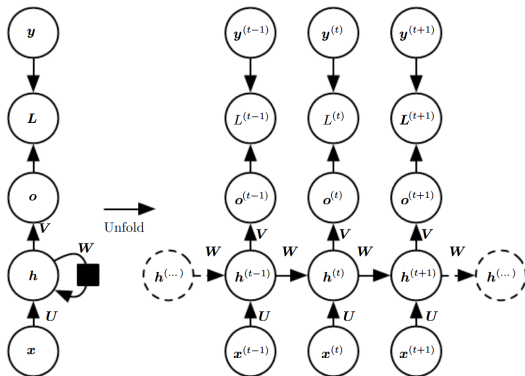 y y^{(t-1)} y^{(t)} y^{(t+1)}
L L^{(t-1)} L^{(t)} L^{(t+1)}
o o^{(t-1)} o^{(t)} o^{(t+1)}
V W Unfold V V V
W W W W
h h^{(...)} h^{(t-1)} h^{(t)} h^{(t+1)} h^{(...)}
U U U U
x x^{(t-1)} x^{(t)} x^{(t+1)}